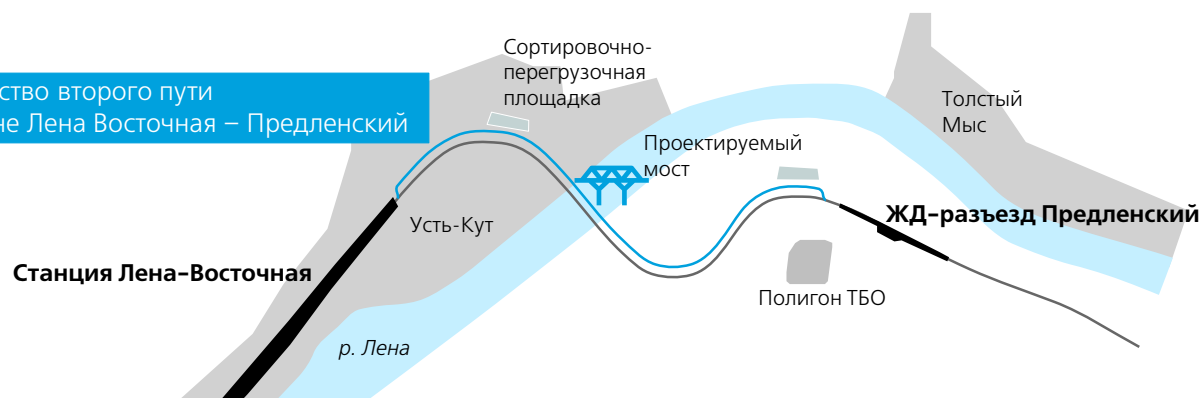 ство второго пути
не Лена Восточная – Предленский
Сортировочно-
перегрузочная
площадка
Толстый
Мыс
Проектируемый
мост
Усть-Кут
ЖД-разъезд Предленский
Станция Лена-Восточная
Полигон ТБО
р. Лена